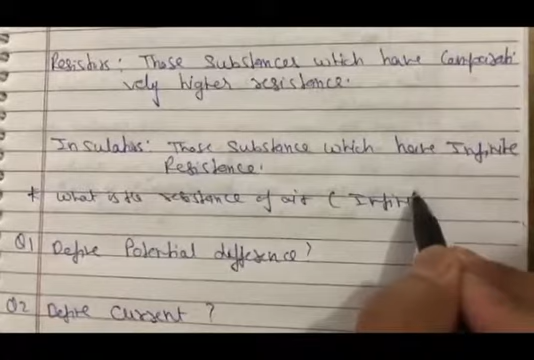 Resistors: Those Substances which have Comparati
vely higher resistance.
Insulators: Those Substance which have Infinite
Resistance.
* What is the resistance of air ( Infin
Q1 Define Potential difference?
Q2 Define Current ?